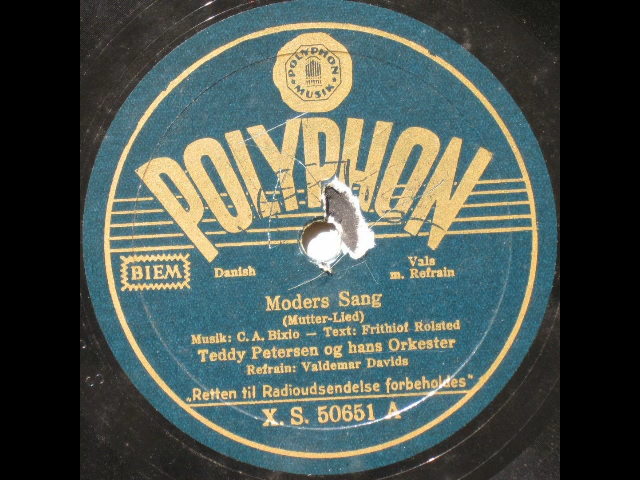 POLYPHON
MUSIK
POLYPHON
BIEM
Danish
Vals
m. Refrain
Moders Sang
(Mutter-Lied)
Musik: C. A. Bixio — Text: Frithiof Rolsted
Teddy Petersen og hans Orkester
Refrain: Valdemar Davids
„Retten til Radioudsendelse forbeholdes"
X. S. 50651 A